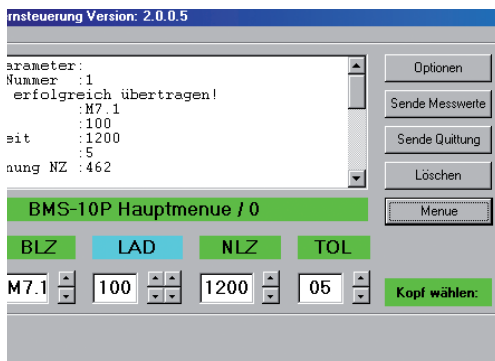 rnsteuerung Version: 2.0.0.5
arameter:
Nummer :1
erfolgreich übertragen!
:M7.1
:100
eit :1200
:5
nung NZ :462
Optionen
Sende Messwerte
Sende Quittung
Löschen
Menue
BMS-10P Hauptmenue / 0
BLZ LAD NLZ TOL
M7.1 100 1200 05
Kopf wählen: